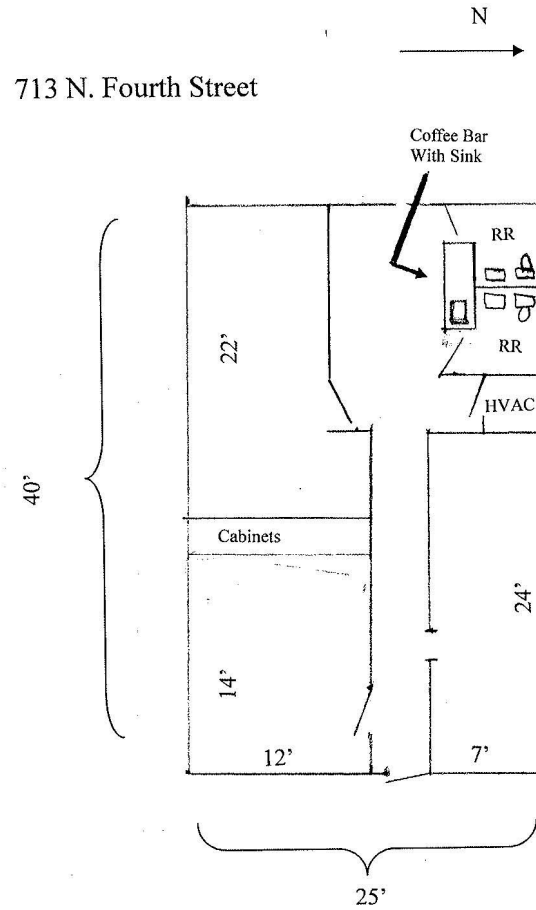 N
713 N. Fourth Street
Coffee Bar
With Sink
RR
22'
RR
HVAC
40'
Cabinets
24'
14'
12'
7'
25'